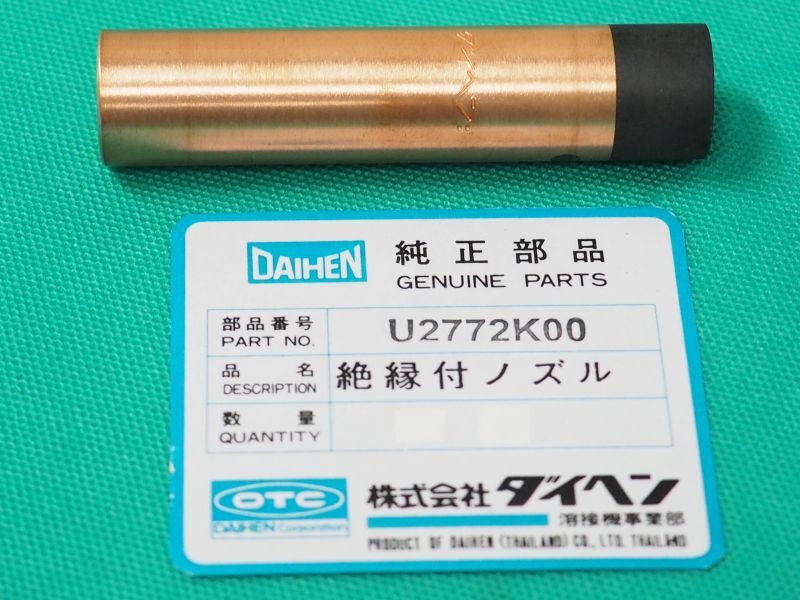 DAIHEN 純正部品
GENUINE PARTS
部品番号 U2772K00
PART NO.
品名 絶縁付ノズル
DESCRIPTION
数量
QUANTITY
OTC 株式会社ダイヘン
DAIHEN Corporation 溶接機事業部
PRODUCT OF DAIHEN (THAILAND) CO., LTD. THAILAND